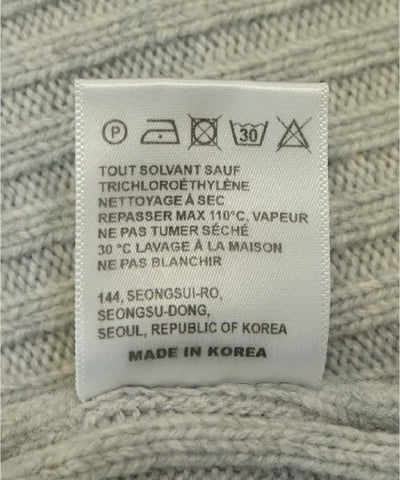 P 30
TOUT SOLVANT SAUF
TRICHLOROÉTHYLÈNE
NETTOYAGE À SEC
REPASSER MAX 110°C, VAPEUR
NE PAS TUMER SÉCHÉ
30 °C LAVAGE À LA MAISON
NE PAS BLANCHIR
144, SEONGSUI-RO,
SEONGSU-DONG,
SEOUL, REPUBLIC OF KOREA
MADE IN KOREA